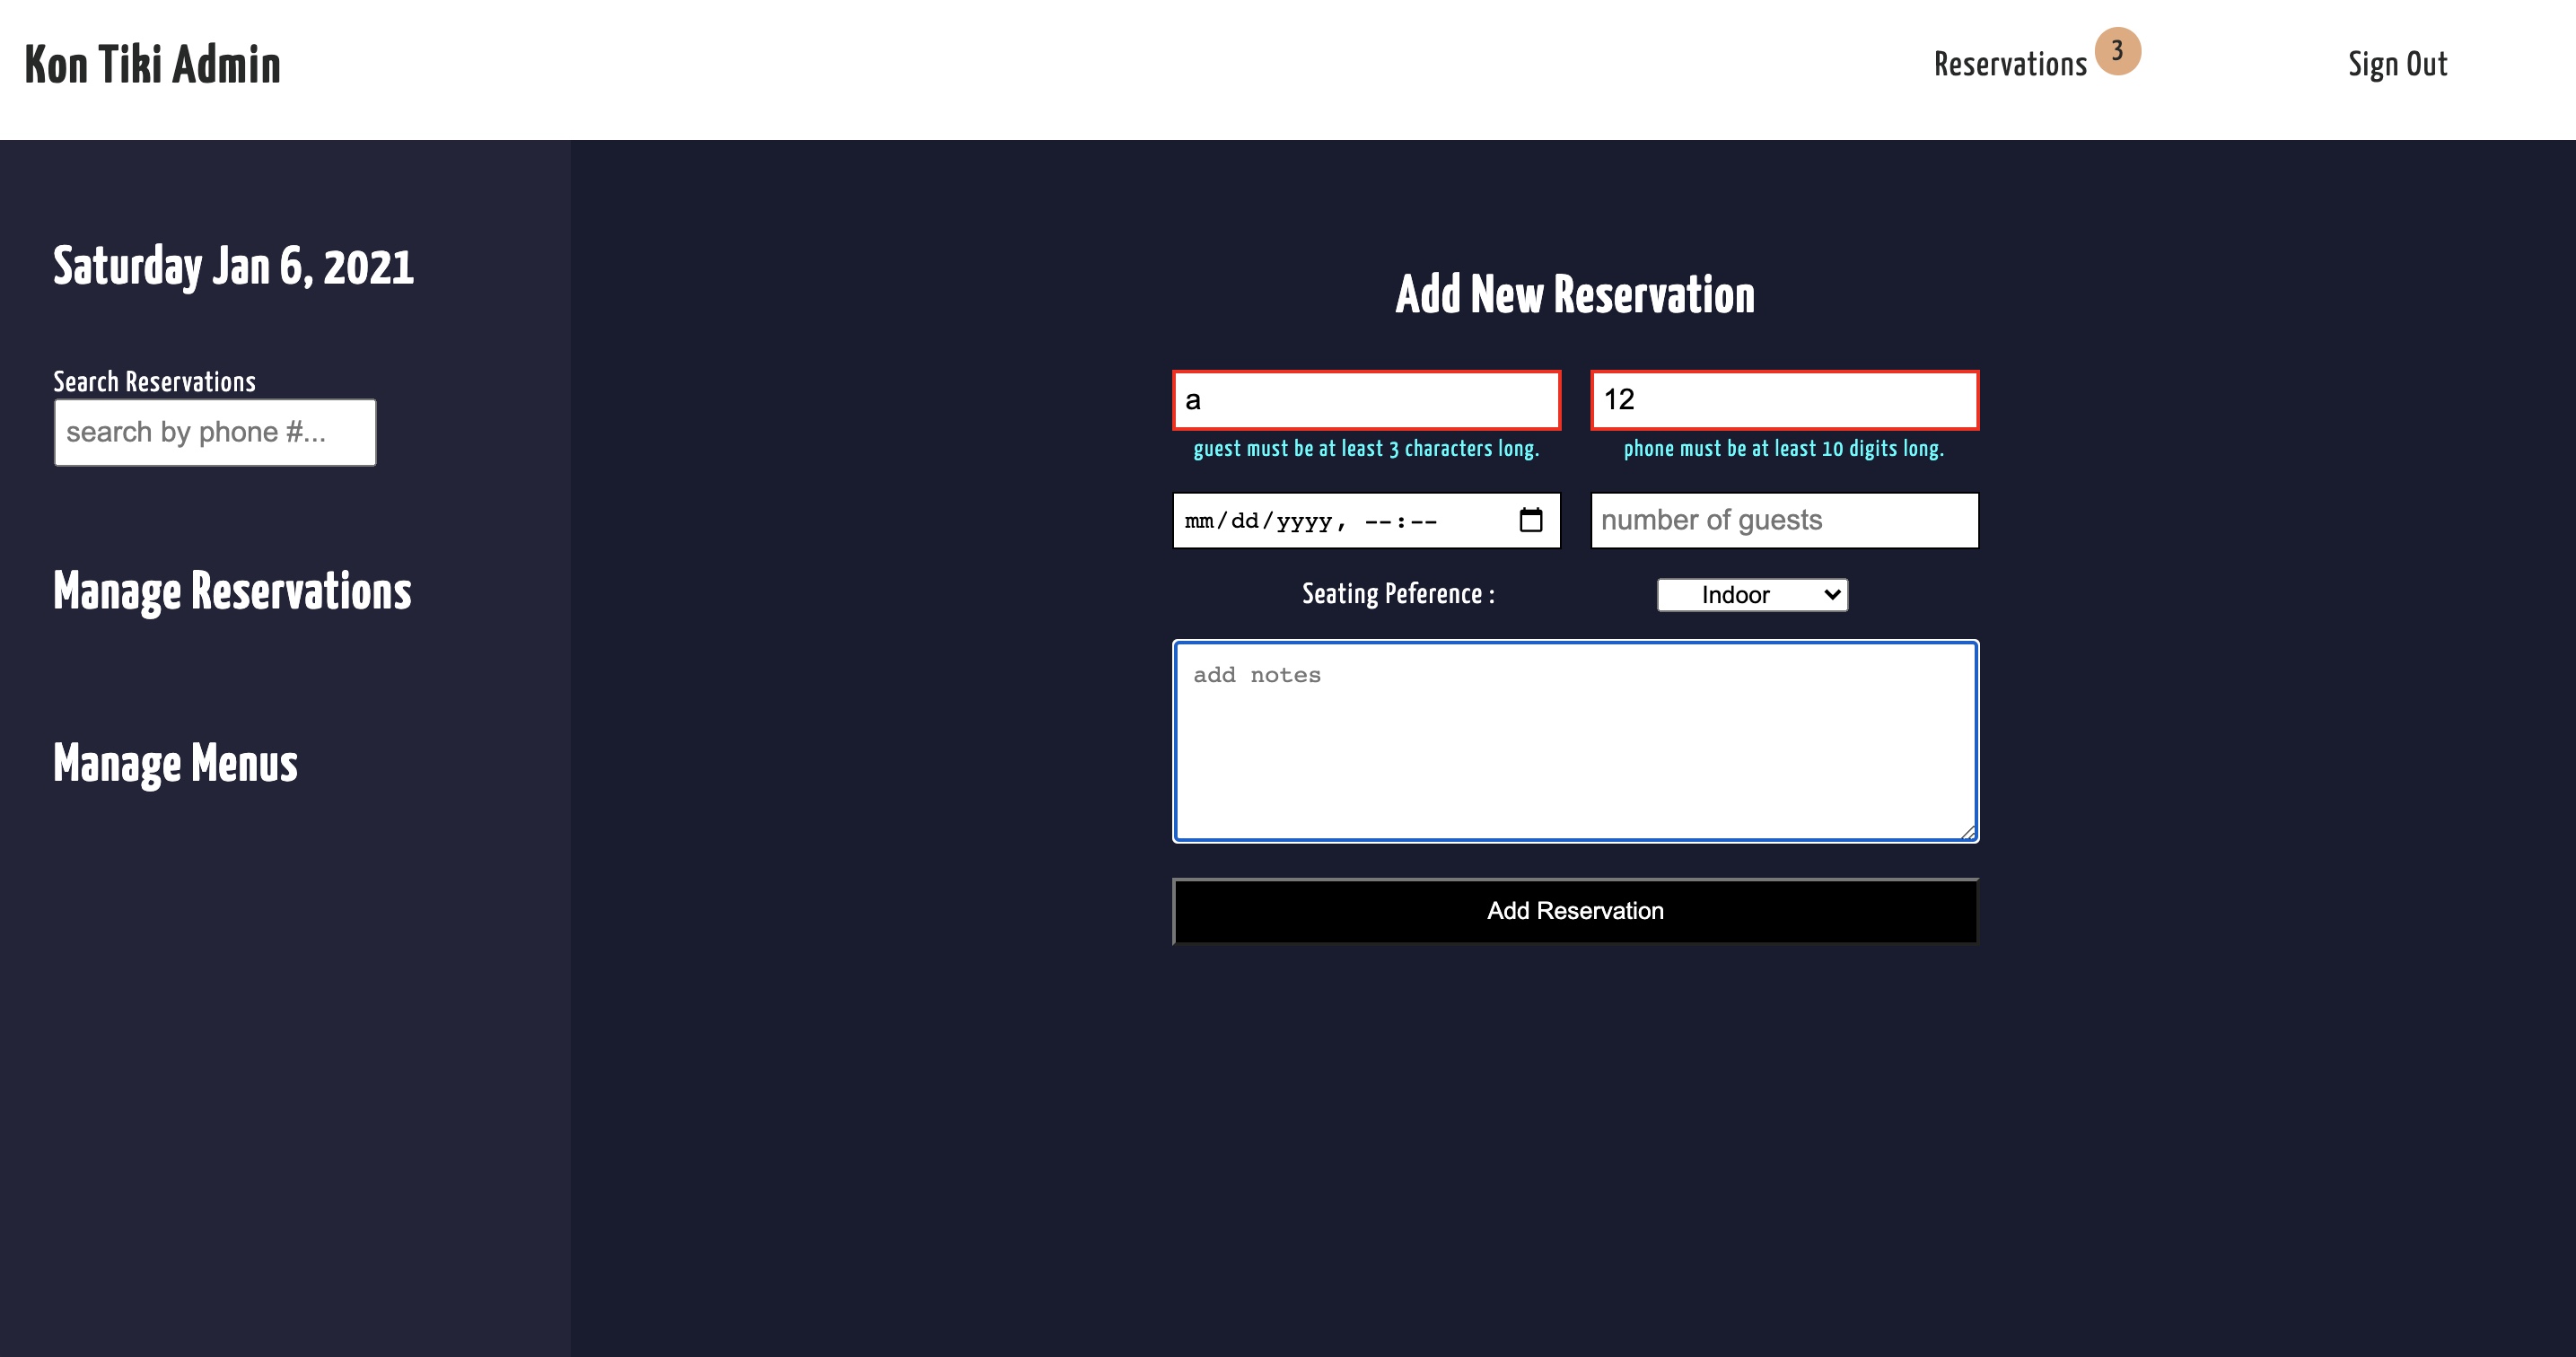 Kon Tiki Admin
Reservations 3
Sign Out
Saturday Jan 6, 2021
Search Reservations
search by phone #...
Manage Reservations
Manage Menus
Add New Reservation
a
12
guest must be at least 3 characters long.
phone must be at least 10 digits long.
mm/dd/yyyy, --:--
number of guests
Seating Peference :
Indoor
add notes
Add Reservation